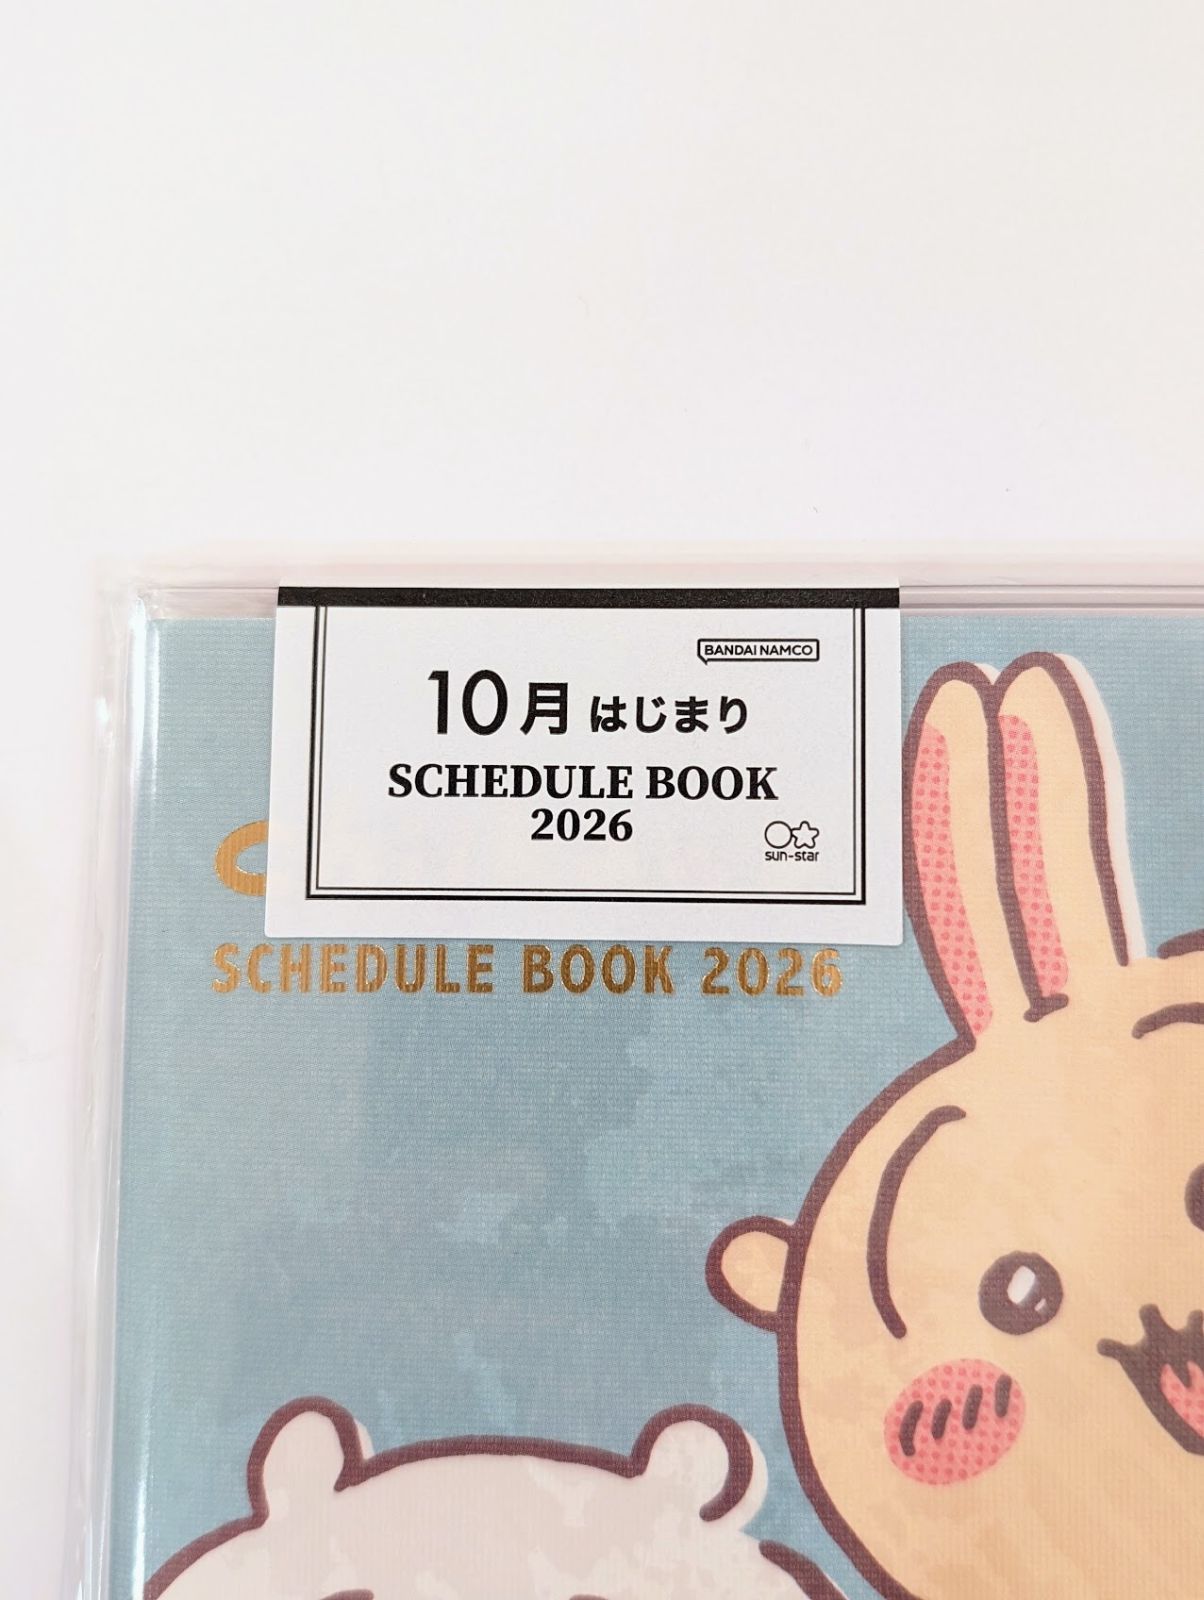 BANDAI NAMCO
10月はじまり
SCHEDULE BOOK
2026
sun-star
SCHEDULE BOOK 2026